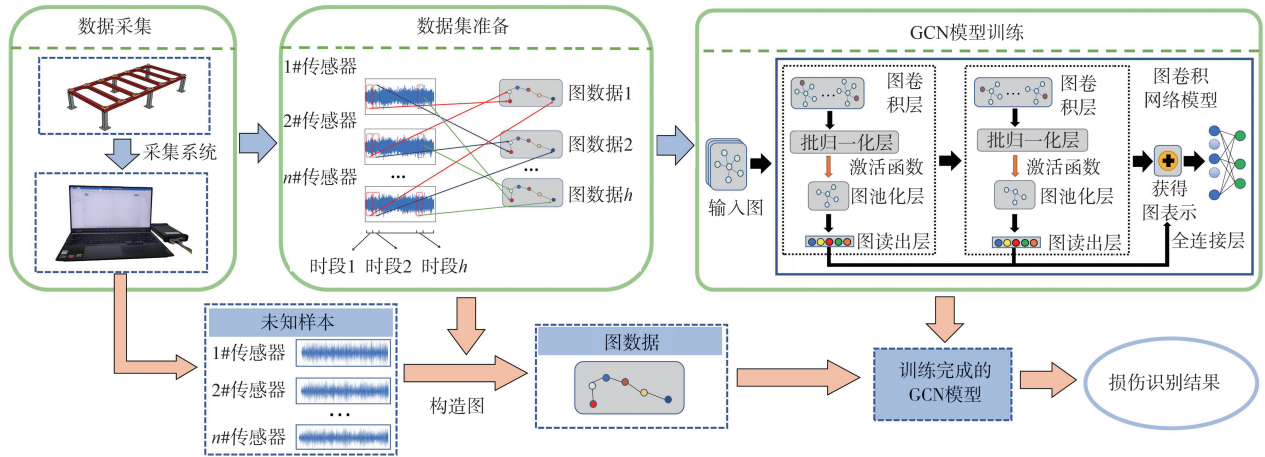 数据采集
采集系统
数据集准备
1#传感器
2#传感器
n#传感器
...
...
图数据1
图数据2
图数据h
时段1
时段2
时段h
GCN模型训练
输入图
...
图卷
积层
批归一化层
激活函数
图池化层
图读出层
...
图卷
积层
批归一化层
激活函数
图池化层
图读出层
图卷积
网络模型
获得
图表示
全连接层
未知样本
1#传感器
2#传感器
...
n#传感器
构造图
图数据
训练完成的
GCN模型
损伤识别结果